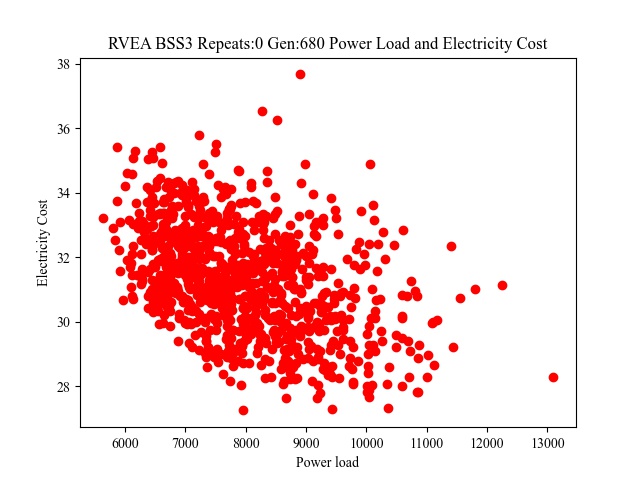 RVEA BSS3 Repeats:0 Gen:680 Power Load and Electricity Cost
38
36
34
32
30
28
Electricity Cost
6000 7000 8000 9000 10000 11000 12000 13000
Power load